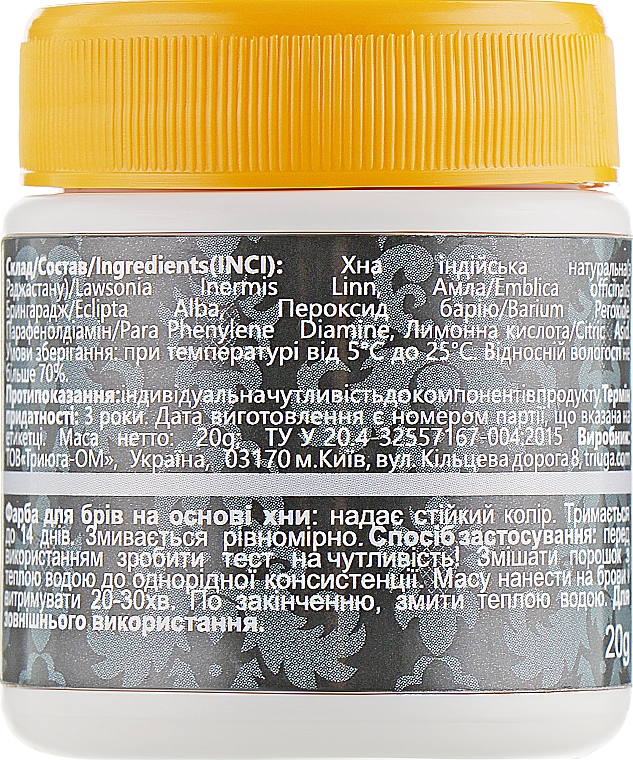 Склад/Состав/Ingredients(INCI): Хна індійська натуральна(з
Раджастану)/Lawsonia Inermis Linn, Амла/Emblica officinalis,
Брингарадж/Eclipta Alba, Пероксид барію/Barium Peroxide,
Парафенолдіамін/Para Phenylene Diamine, Лимонна кислота/Citric Acid.
Умови зберігання: при температурі від 5°C до 25°C. Відносній вологості не
більше 70%.
Протипоказання:індивідуальначутливістьдокомпонентівпродукту.Термін
придатності: 3 роки. Дата виготовлення є номером партії, що вказана на
етикетці. Маса нетто: 20g. ТУ У 20.4-32557167-004:2015 Виробник:
ТОВ«Триюга-ОМ», Україна, 03170 м.Київ, вул. Кільцева дорога 8, triuga.com
Фарба для брів на основі хни: надає стійкий колір. Тримається
до 14 днів. Змивається рівномірно. Спосіб застосування: перед
використанням зробити тест на чутливість! Змішати порошок з
теплою водою до однорідної консистенції. Масу нанести на брови и
витримувати 20-30хв. По закінченню, змити теплою водою. Для
зовнішнього використання.
20g